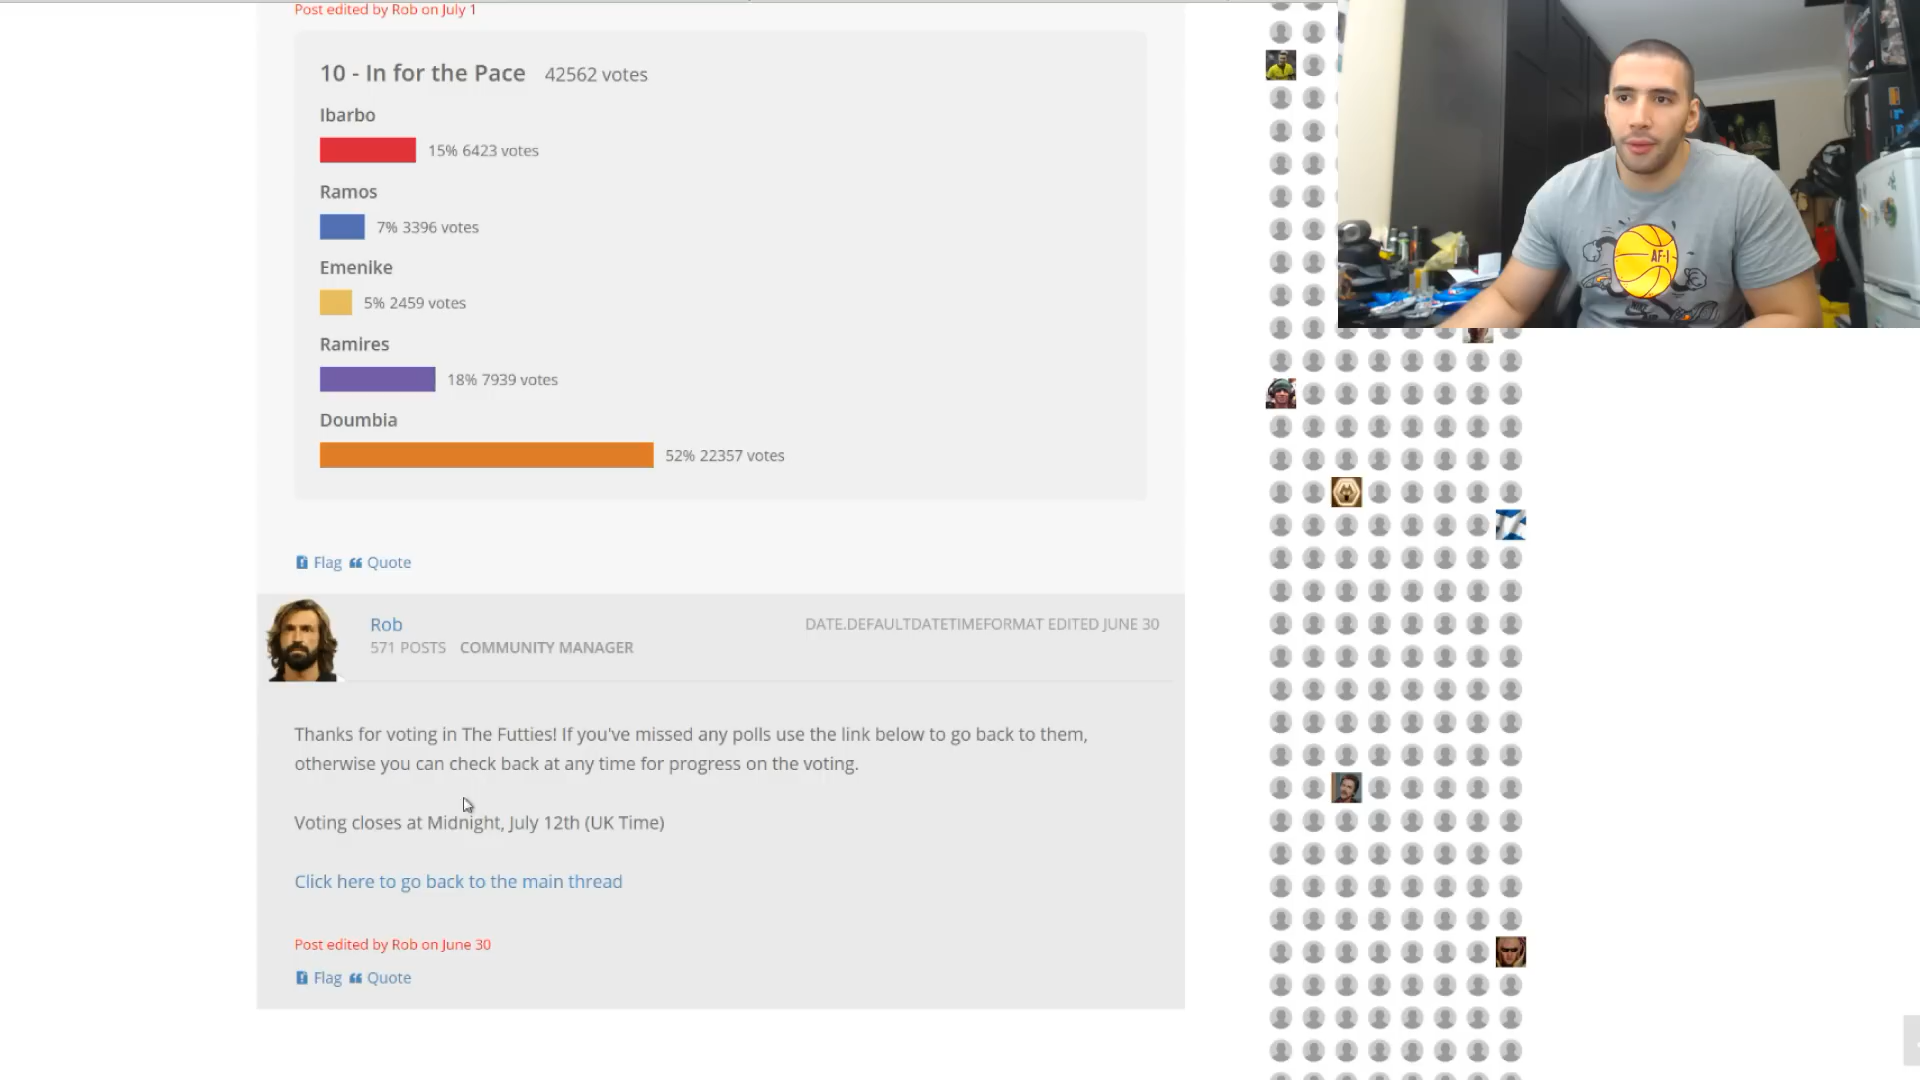 Post edited by Rob on July 1
10 - In for the Pace 42562 votes
Ibarbo
15% 6423 votes
Ramos
7% 3396 votes
Emenike
5% 2459 votes
Ramires
18% 7939 votes
Doumbia
52% 22357 votes
Flag Quote
Rob
DATE.DEFAULTDATETIMEFORMAT EDITED JUNE 30
571 POSTS COMMUNITY MANAGER
Thanks for voting in The Futties! If you've missed any polls use the link below to go back to them,
otherwise you can check back at any time for progress on the voting.
Voting closes at Midnight, July 12th (UK Time)
Click here to go back to the main thread
Post edited by Rob on June 30
Flag Quote
AF-1